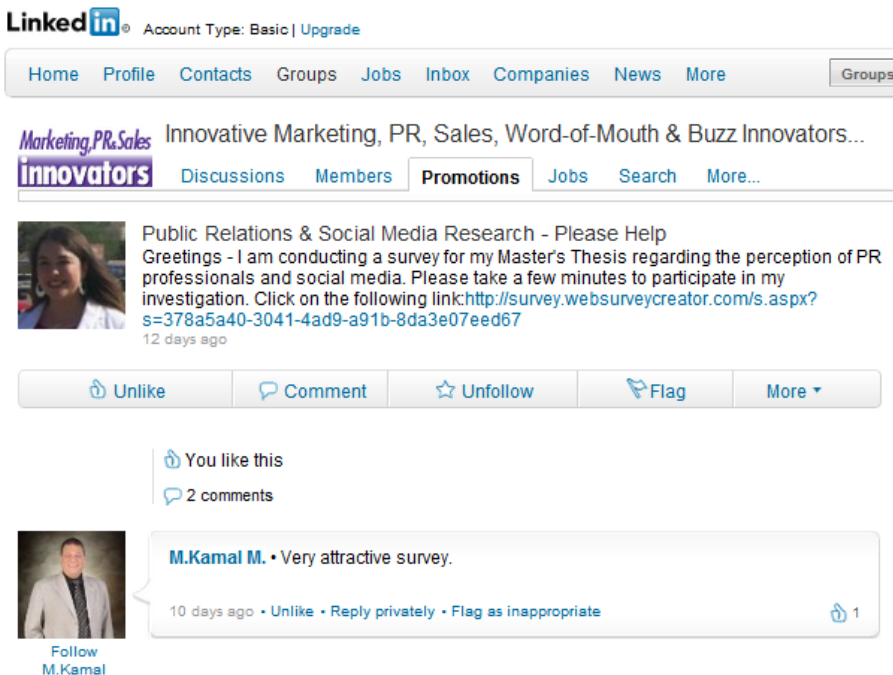 Linked in ® Account Type: Basic | Upgrade
Home Profile Contacts Groups Jobs Inbox Companies News More Groups
Marketing,PR&Sales
innovators
Innovative Marketing, PR, Sales, Word-of-Mouth & Buzz Innovators...
Discussions Members Promotions Jobs Search More...
Public Relations & Social Media Research - Please Help
Greetings - I am conducting a survey for my Master's Thesis regarding the perception of PR
professionals and social media. Please take a few minutes to participate in my
investigation. Click on the following link:http://survey.websurveycreator.com/s.aspx?
s=378a5a40-3041-4ad9-a91b-8da3e07eed67
12 days ago
Unlike Comment Unfollow Flag More
You like this
2 comments
M.Kamal M. • Very attractive survey.
10 days ago • Unlike • Reply privately • Flag as inappropriate 1
Follow
M.Kamal